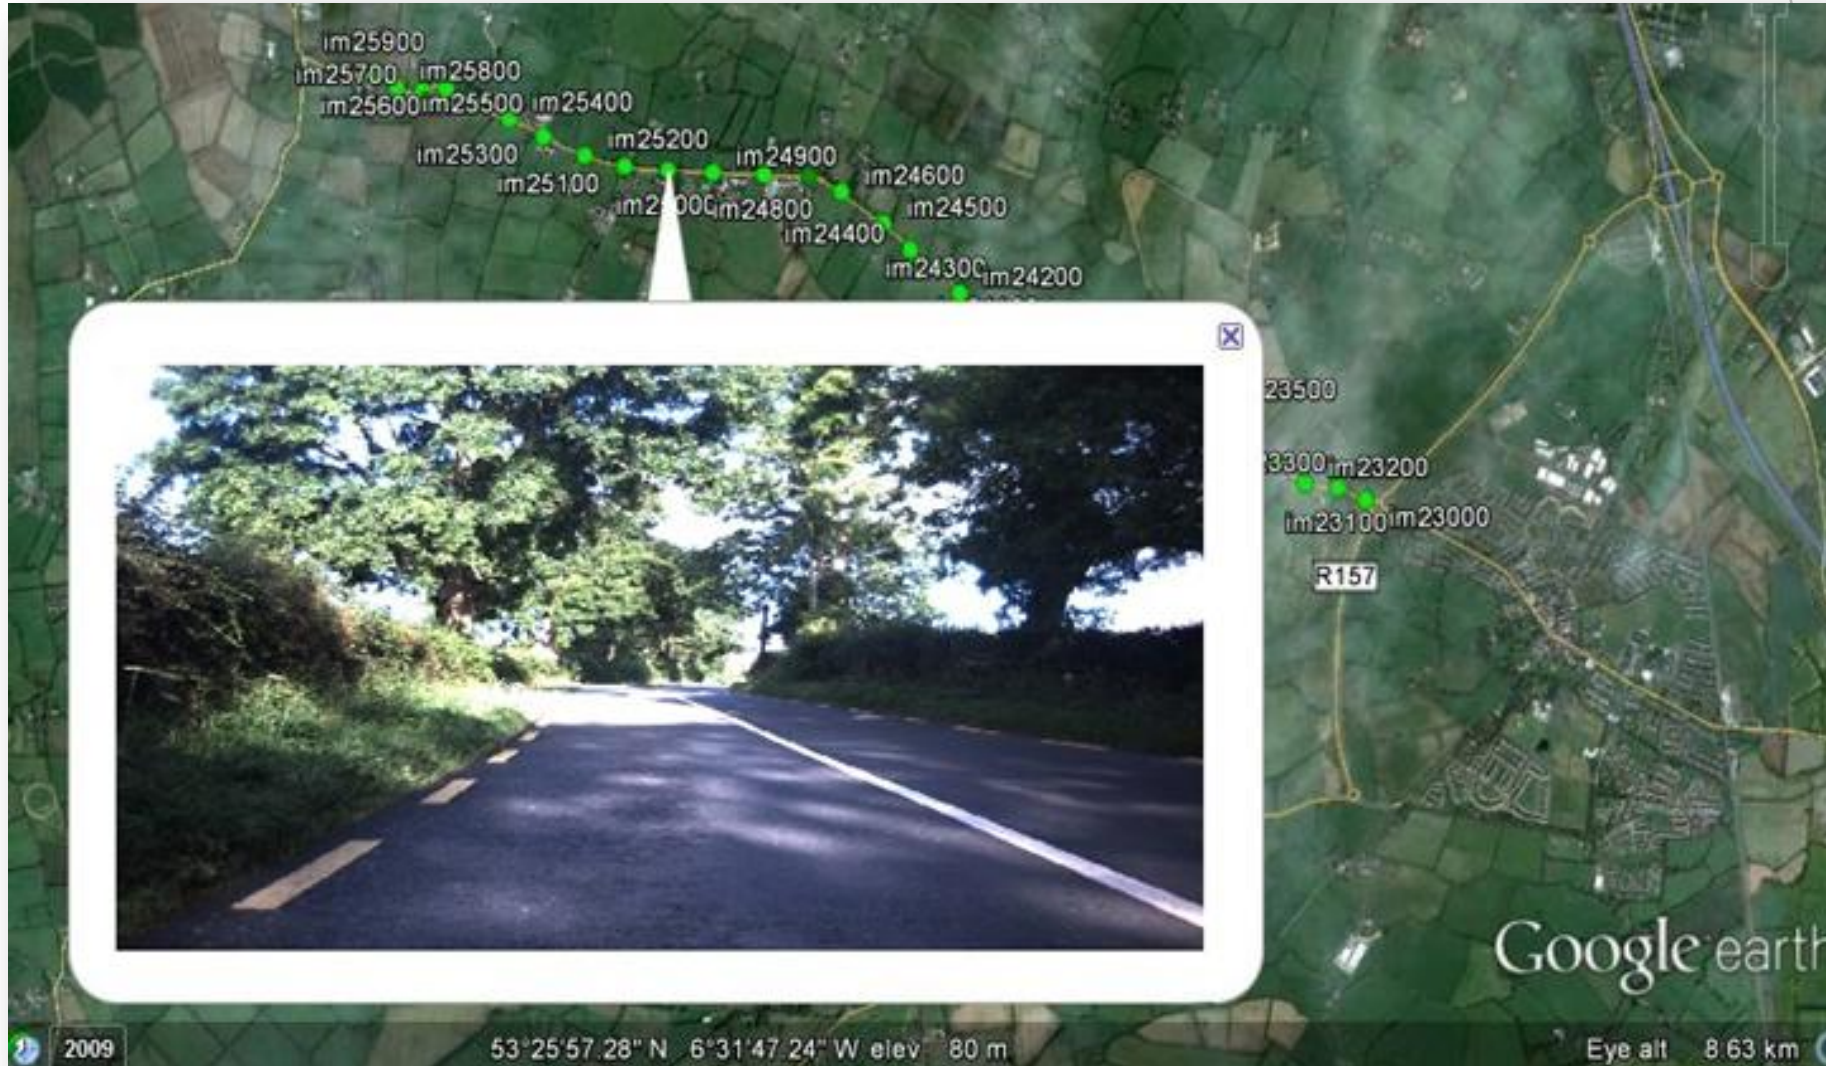 im25900
im25700 im25800
im25600 im25500 im25400
im25200
im25300 im24900
im25100 im24600
im25000 im24800 im24500
im24400
im24300 im24200
23500
3300 im23200
im23100 im23000
R157
Google earth
2009 53°25'57.28" N 6°31'47.24" W elev 80 m Eye alt 8.63 km